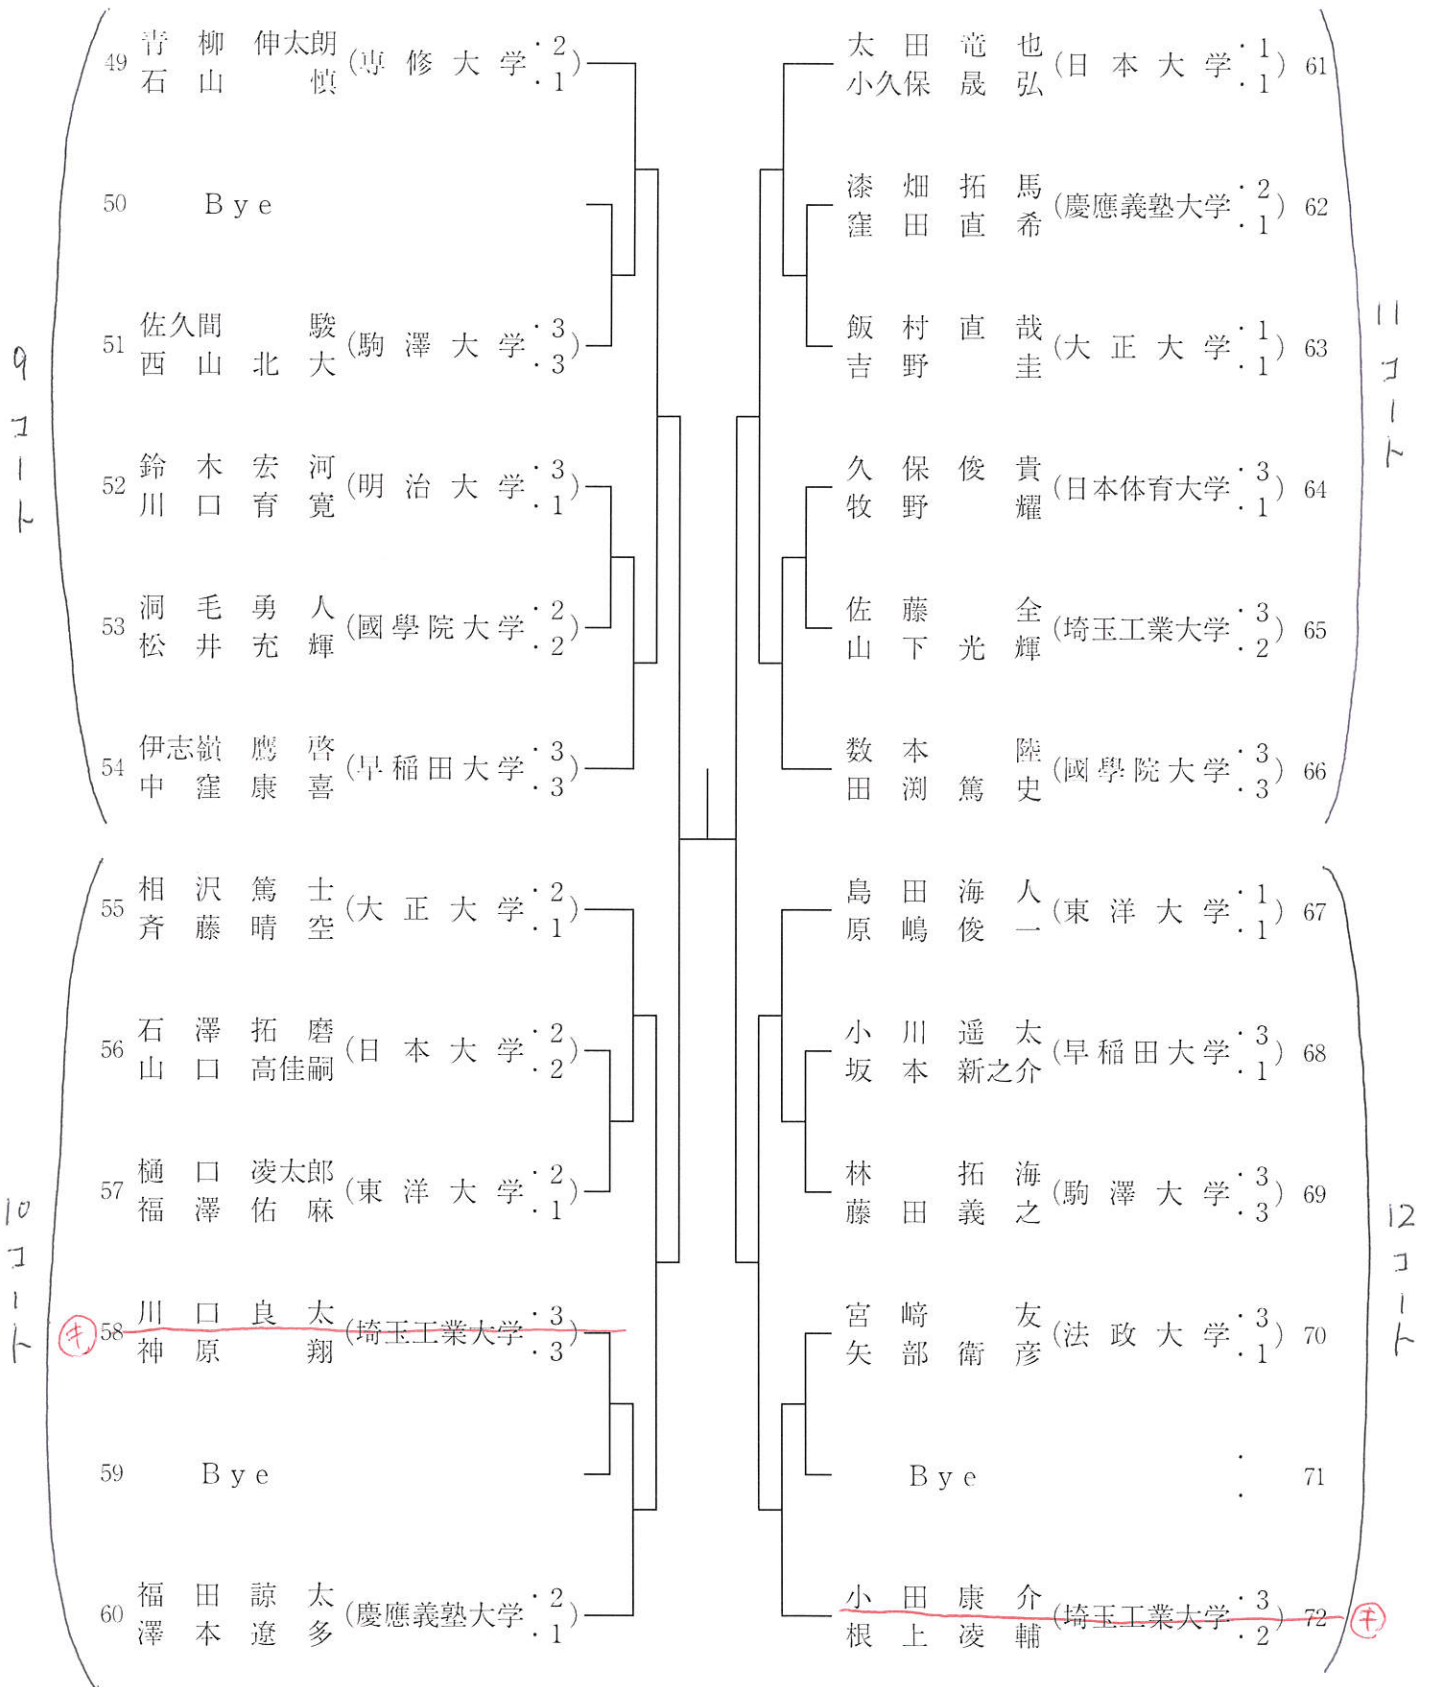 9コート
49 青柳伸太朗 (専修大学・2)
石山慎 ・1
50 Bye
51 佐久間駿 (駒澤大学・3)
西山北大 ・3
52 鈴木宏河 (明治大学・3)
川口育寛 ・1
53 洞毛勇人 (國學院大学・2)
松井充輝 ・2
54 伊志嶺鷹啓 (早稲田大学・3)
中窪康喜 ・3
10コート
55 相沢篤士 (大正大学・2)
斉藤晴空 ・1
56 石澤拓磨 (日本大学・2)
山口高佳嗣 ・2
57 樋口凌太郎 (東洋大学・2)
福澤佑麻 ・1
キ 58 川口良太 (埼玉工業大学・3)
神原翔 ・3
59 Bye
60 福田諒太 (慶應義塾大学・2)
澤本遼多 ・1
11コート
太田竜也 (日本大学・1) 61
小久保晟弘 ・1
漆畑拓馬 (慶應義塾大学・2) 62
窪田直希 ・1
飯村直哉 (大正大学・1) 63
吉野圭 ・1
久保俊貴 (日本体育大学・3) 64
牧野耀 ・1
佐藤全 (埼玉工業大学・3) 65
山下光輝 ・2
数本陸 (國學院大学・3) 66
田渕篤史 ・3
12コート
島田海人 (東洋大学・1) 67
原嶋俊一 ・1
小川遥太 (早稲田大学・3) 68
坂本新之介 ・1
林拓海 (駒澤大学・3) 69
藤田義之 ・3
宮﨑友 (法政大学・3) 70
矢部衛彦 ・1
Bye ・ 71
・
小田康介 (埼玉工業大学・3) 72 キ
根上凌輔 ・2